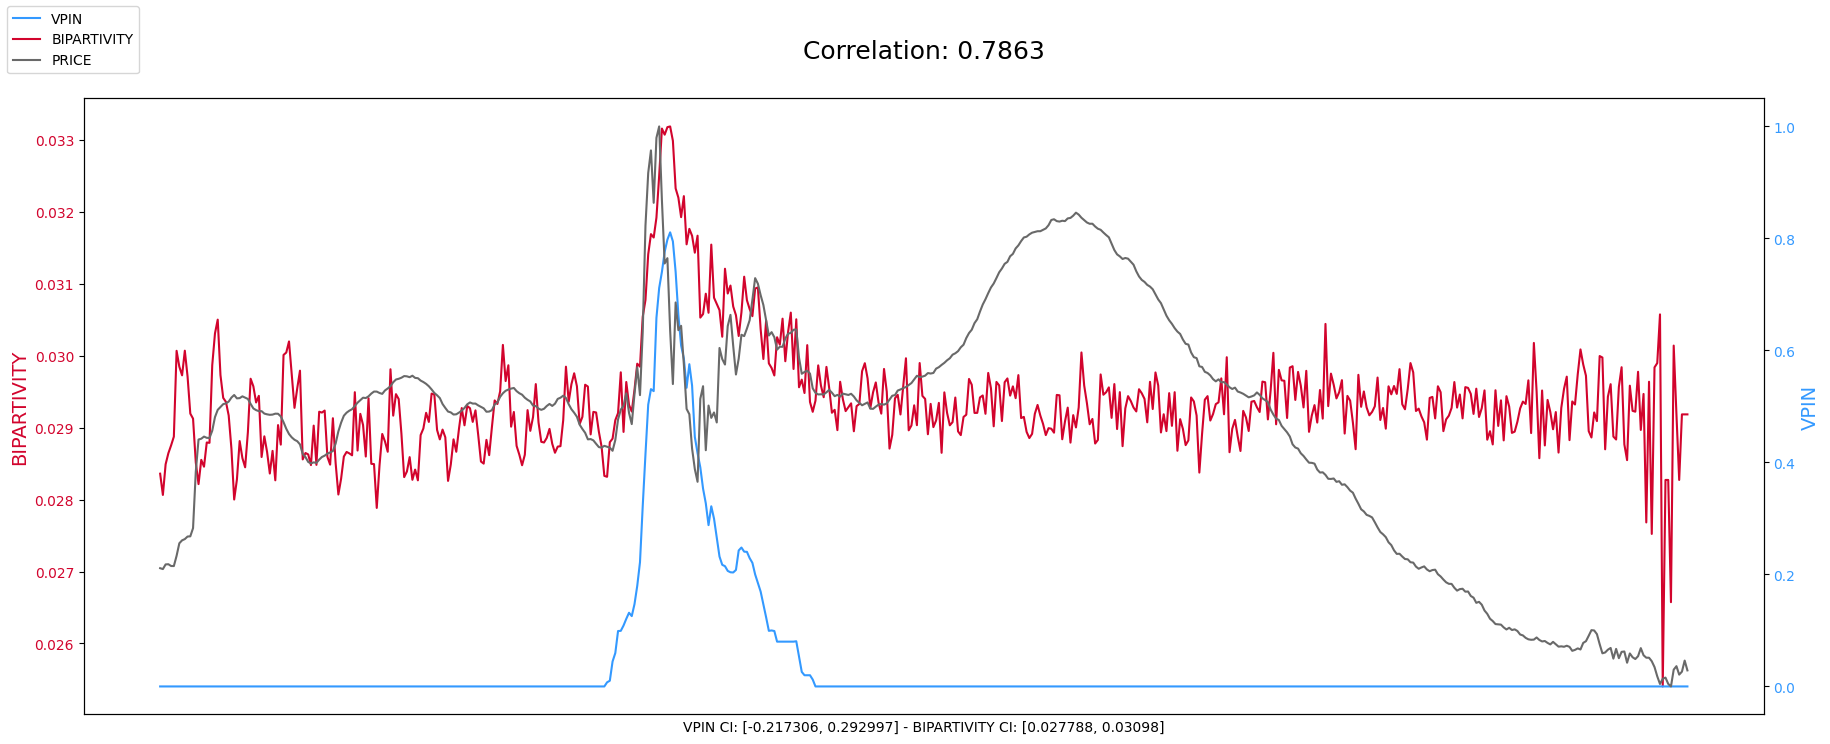 VPIN
BIPARTIVITY
PRICE
Correlation: 0.7863
BIPARTIVITY
0.033
0.032
0.031
0.030
0.029
0.028
0.027
0.026
1.0
0.8
0.6
0.4
0.2
0.0
VPIN
VPIN CI: [-0.217306, 0.292997] - BIPARTIVITY CI: [0.027788, 0.03098]